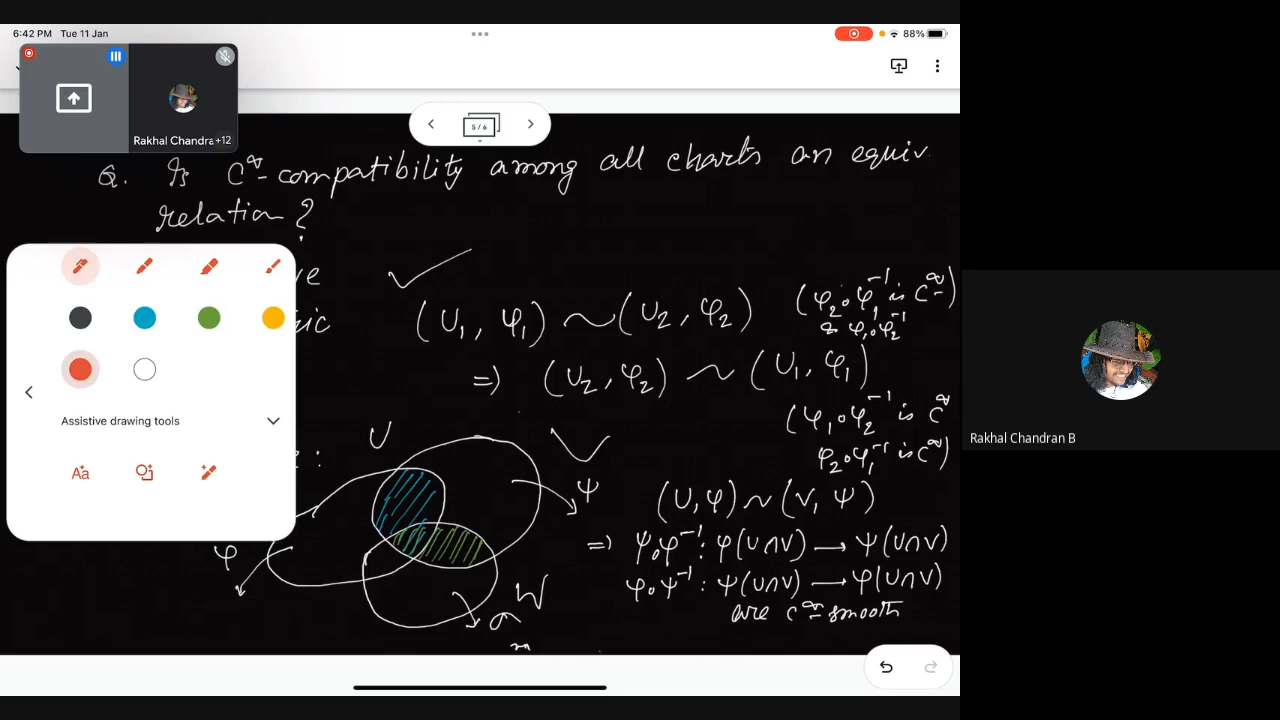 6:42 PM Tue 11 Jan
88%
Rakhal Chandra +12
5 / 6
Q. Is C^∞-compatibility among all charts an equiv.
relation?
(U₁, φ₁) ~ (U₂, φ₂) (φ₂∘φ₁⁻¹ is C^∞
& φ₁∘φ₂⁻¹)
=> (U₂, φ₂) ~ (U₁, φ₁)
(φ₁∘φ₂⁻¹ is C^∞
φ₂∘φ₁⁻¹ is C^∞)
Assistive drawing tools
Aa
U
V
ψ
φ
W
σ
(U, φ) ~ (V, ψ)
=> ψ∘φ⁻¹ : φ(U∩V) → ψ(U∩V)
φ∘ψ⁻¹ : ψ(U∩V) → φ(U∩V)
are C^∞-smooth
Rakhal Chandran B